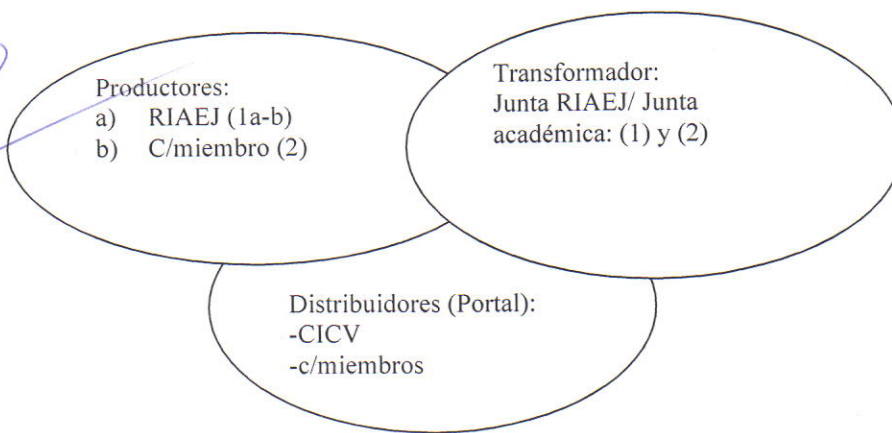 Productores:
a) RIAEJ (1a-b)
b) C/miembro (2)
Transformador:
Junta RIAEJ/ Junta
académica: (1) y (2)
Distribuidores (Portal):
-CICV
-c/miembros